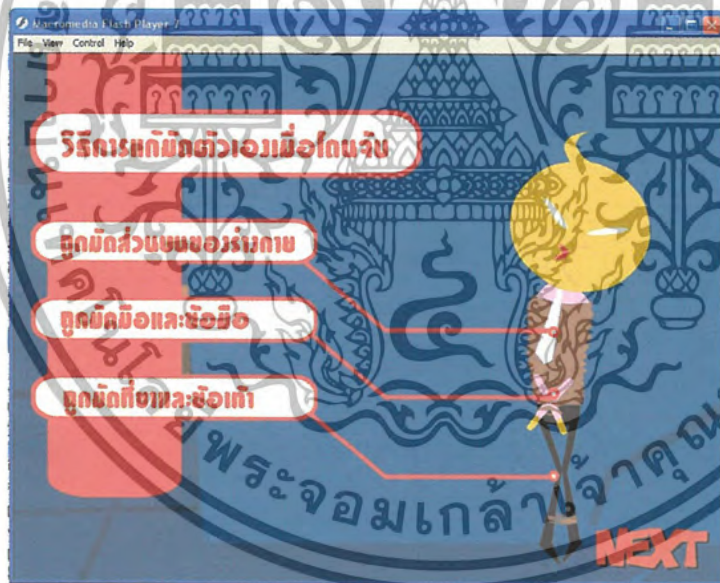 Macromedia Flash Player 7
File View Control Help
วิธีการแก้มัดตัวเองเมื่อโดนจับ
ถูกมัดส่วนบนของร่างกาย
ถูกมัดมือและข้อมือ
ถูกมัดที่ขาและข้อเท้า
NEXT
พระจอมเกล้าเจ้าคุณ